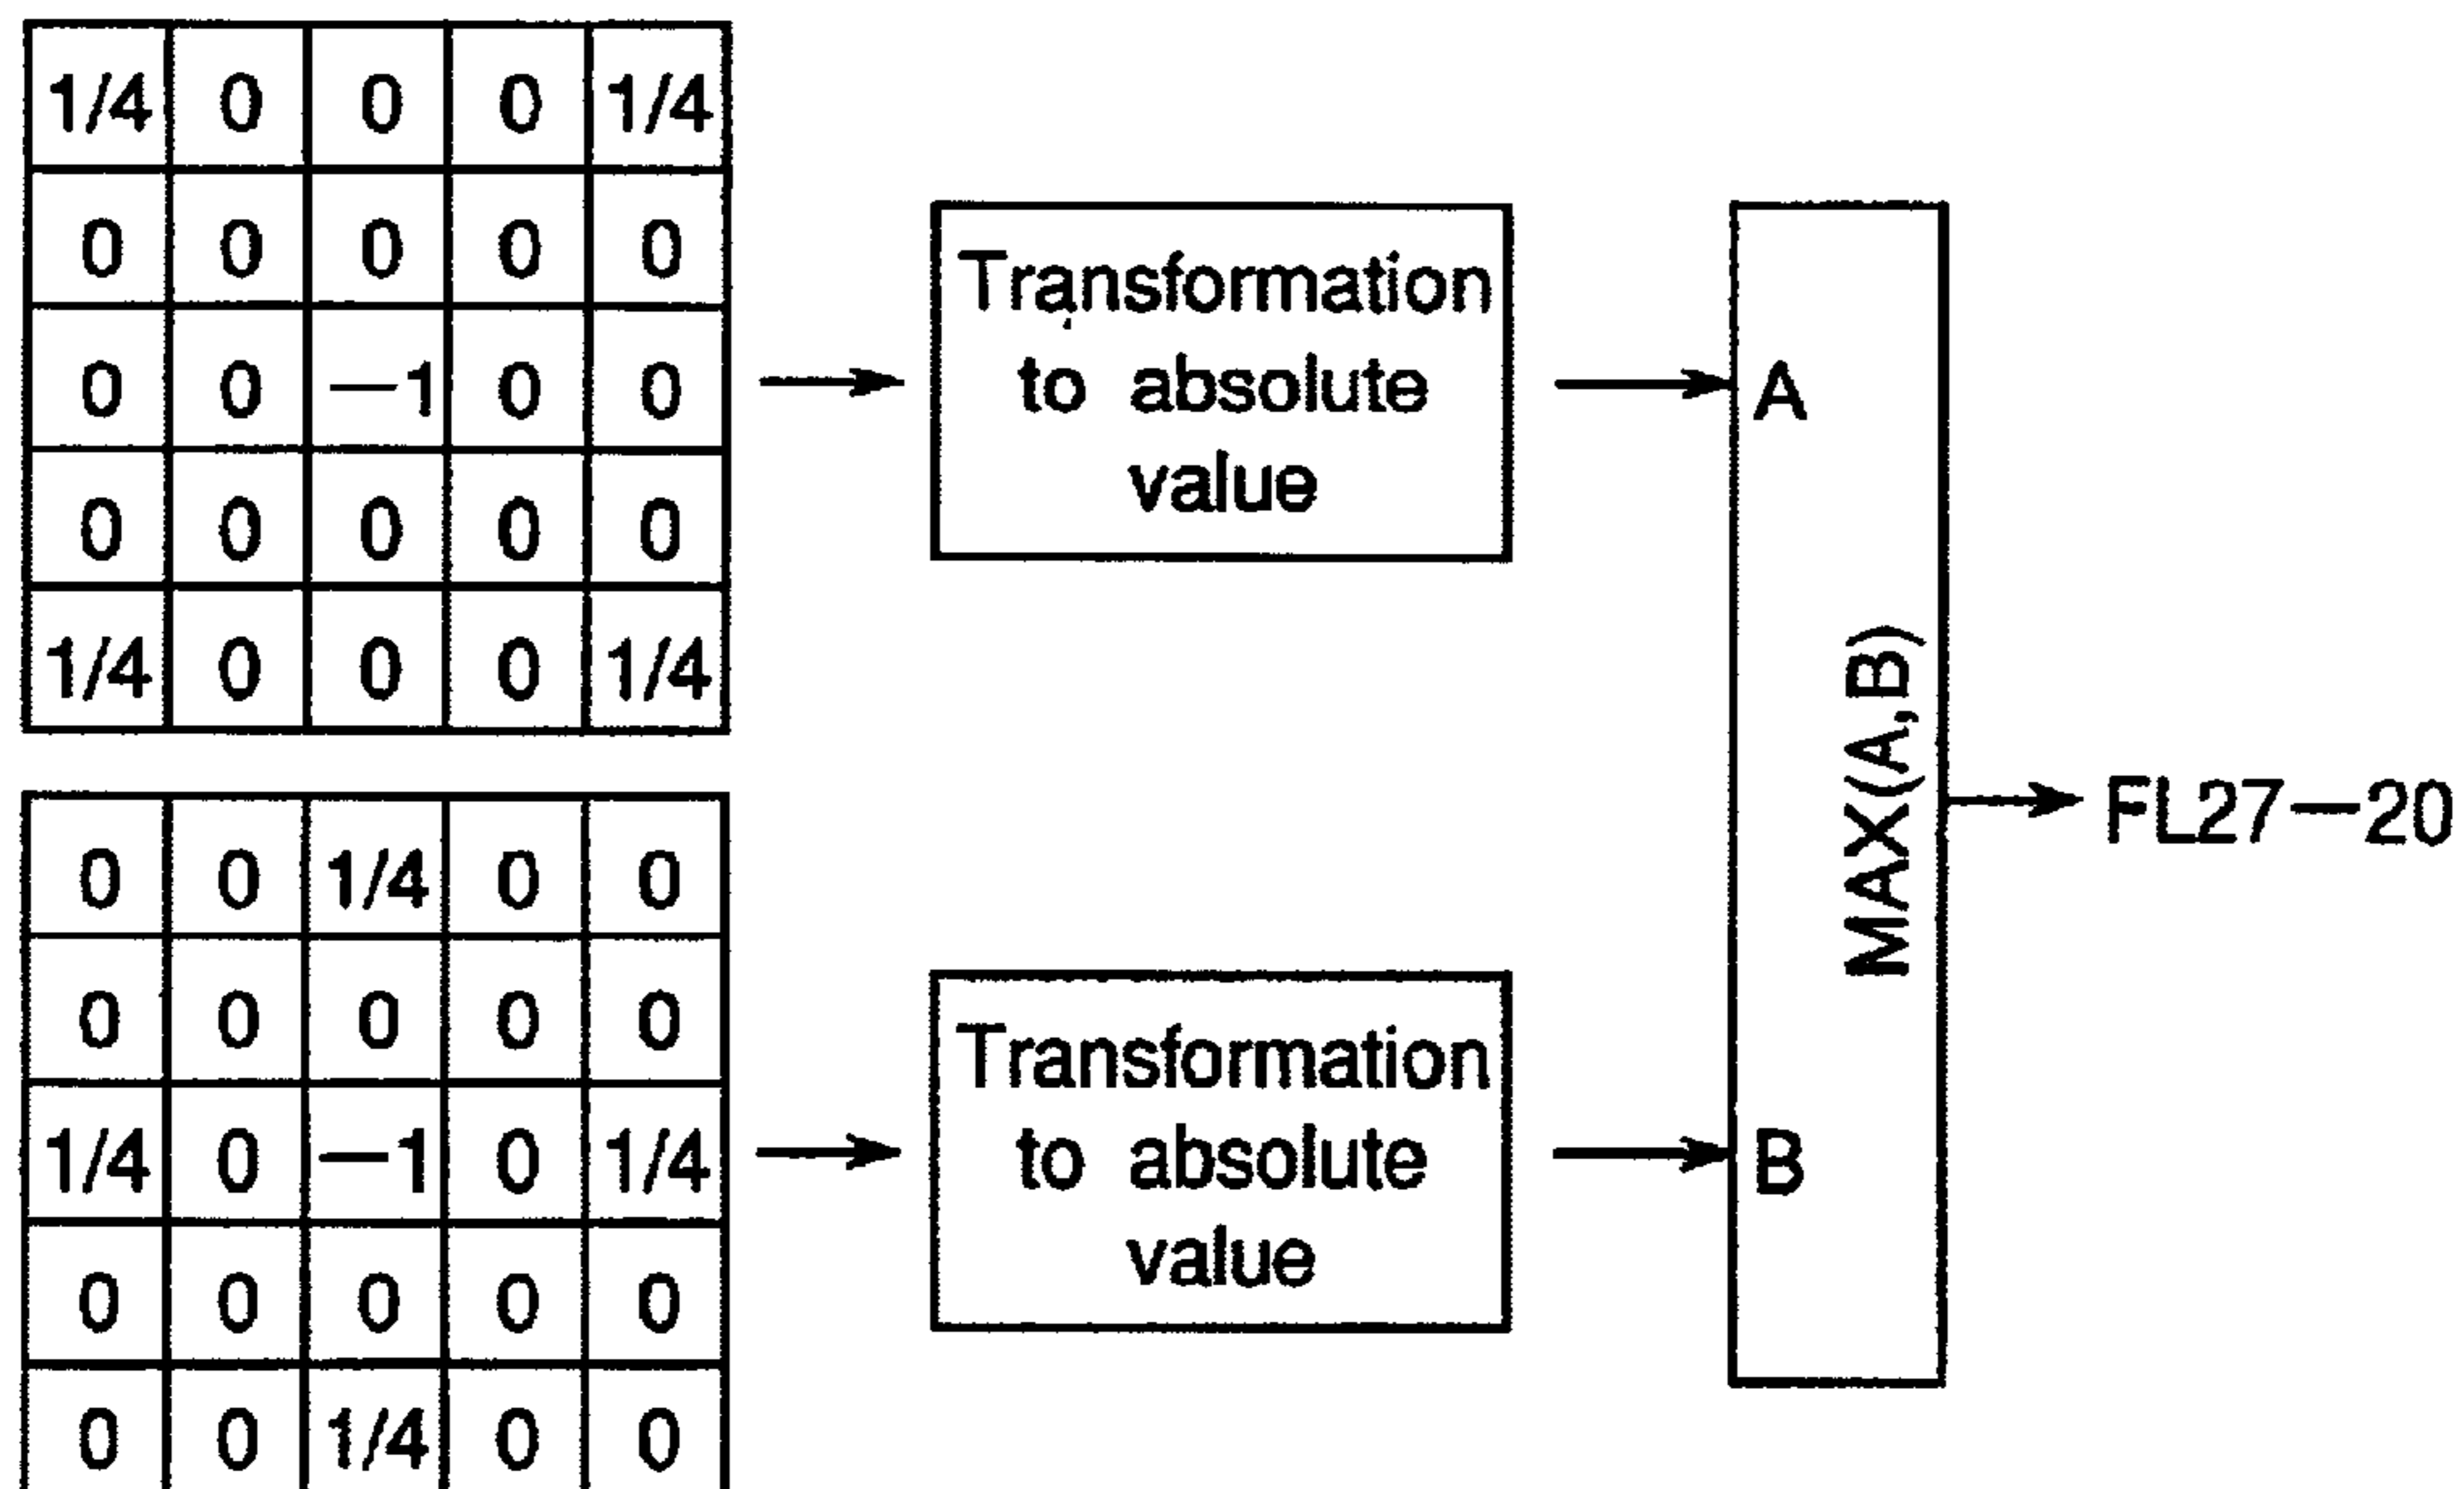 1/4 0 0 0 1/4
0 0 0 0 0
0 0 —1 0 0
0 0 0 0 0
1/4 0 0 0 1/4
Transformation
to absolute
value
A
0 0 1/4 0 0
0 0 0 0 0
1/4 0 —1 0 1/4
0 0 0 0 0
0 0 1/4 0 0
Transformation
to absolute
value
B
MAX(A,B)
FL27—20